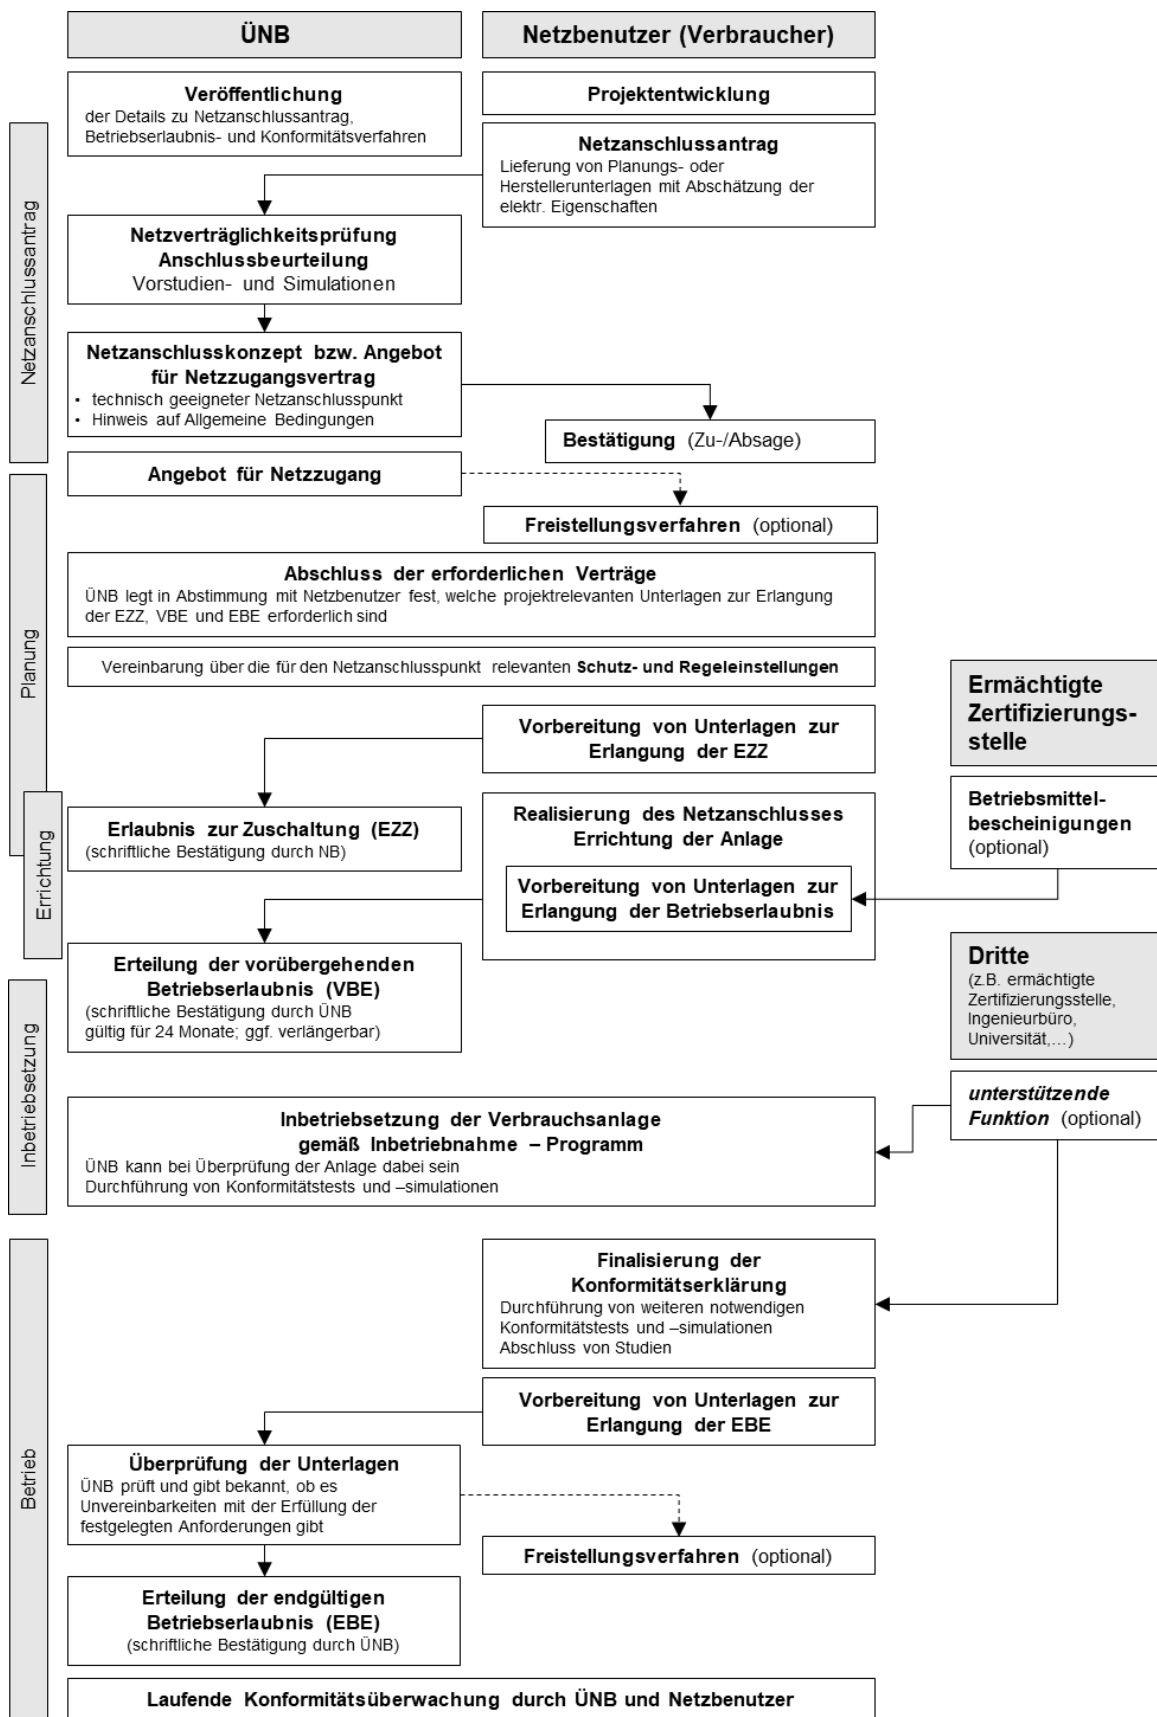 ÜNB
Netzbenutzer (Verbraucher)
Veröffentlichung
der Details zu Netzanschlussantrag,
Betriebserlaubnis- und Konformitätsverfahren
Projektentwicklung
Netzanschlussantrag
Netzanschlussantrag
Lieferung von Planungs- oder
Herstellerunterlagen mit Abschätzung der
elektr. Eigenschaften
Netzverträglichkeitsprüfung
Anschlussbeurteilung
Vorstudien- und Simulationen
Netzanschlusskonzept bzw. Angebot
für Netzzugangsvertrag
• technisch geeigneter Netzanschlusspunkt
• Hinweis auf Allgemeine Bedingungen
Bestätigung (Zu-/Absage)
Planung
Angebot für Netzzugang
Freistellungsverfahren (optional)
Abschluss der erforderlichen Verträge
ÜNB legt in Abstimmung mit Netzbenutzer fest, welche projektrelevanten Unterlagen zur Erlangung
der EZZ, VBE und EBE erforderlich sind
Vereinbarung über die für den Netzanschlusspunkt relevanten Schutz- und Regeleinstellungen
Ermächtigte
Zertifizierungs-
stelle
Vorbereitung von Unterlagen zur
Erlangung der EZZ
Errichtung
Erlaubnis zur Zuschaltung (EZZ)
(schriftliche Bestätigung durch NB)
Realisierung des Netzanschlusses
Errichtung der Anlage
Vorbereitung von Unterlagen zur
Erlangung der Betriebserlaubnis
Betriebsmittel-
bescheinigungen
(optional)
Erteilung der vorübergehenden
Betriebserlaubnis (VBE)
(schriftliche Bestätigung durch ÜNB
gültig für 24 Monate; ggf. verlängerbar)
Dritte
(z.B. ermächtigte
Zertifizierungsstelle,
Ingenieurbüro,
Universität,…)
Inbetriebsetzung
unterstützende
Funktion (optional)
Inbetriebsetzung der Verbrauchsanlage
gemäß Inbetriebnahme – Programm
ÜNB kann bei Überprüfung der Anlage dabei sein
Durchführung von Konformitätstests und –simulationen
Betrieb
Finalisierung der
Konformitätserklärung
Durchführung von weiteren notwendigen
Konformitätstests und –simulationen
Abschluss von Studien
Vorbereitung von Unterlagen zur
Erlangung der EBE
Überprüfung der Unterlagen
ÜNB prüft und gibt bekannt, ob es
Unvereinbarkeiten mit der Erfüllung der
festgelegten Anforderungen gibt
Freistellungsverfahren (optional)
Erteilung der endgültigen
Betriebserlaubnis (EBE)
(schriftliche Bestätigung durch ÜNB)
Laufende Konformitätsüberwachung durch ÜNB und Netzbenutzer